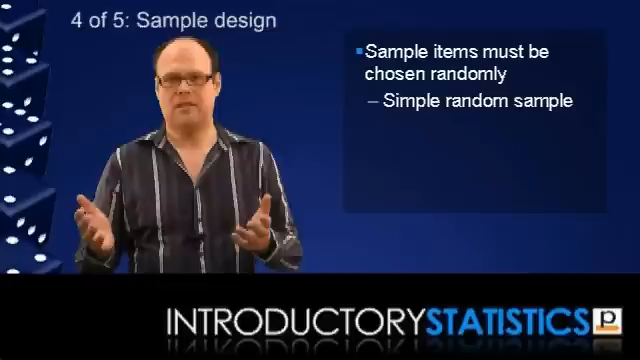 4 of 5: Sample design
Sample items must be
chosen randomly
– Simple random sample
INTRODUCTORYSTATISTICS p